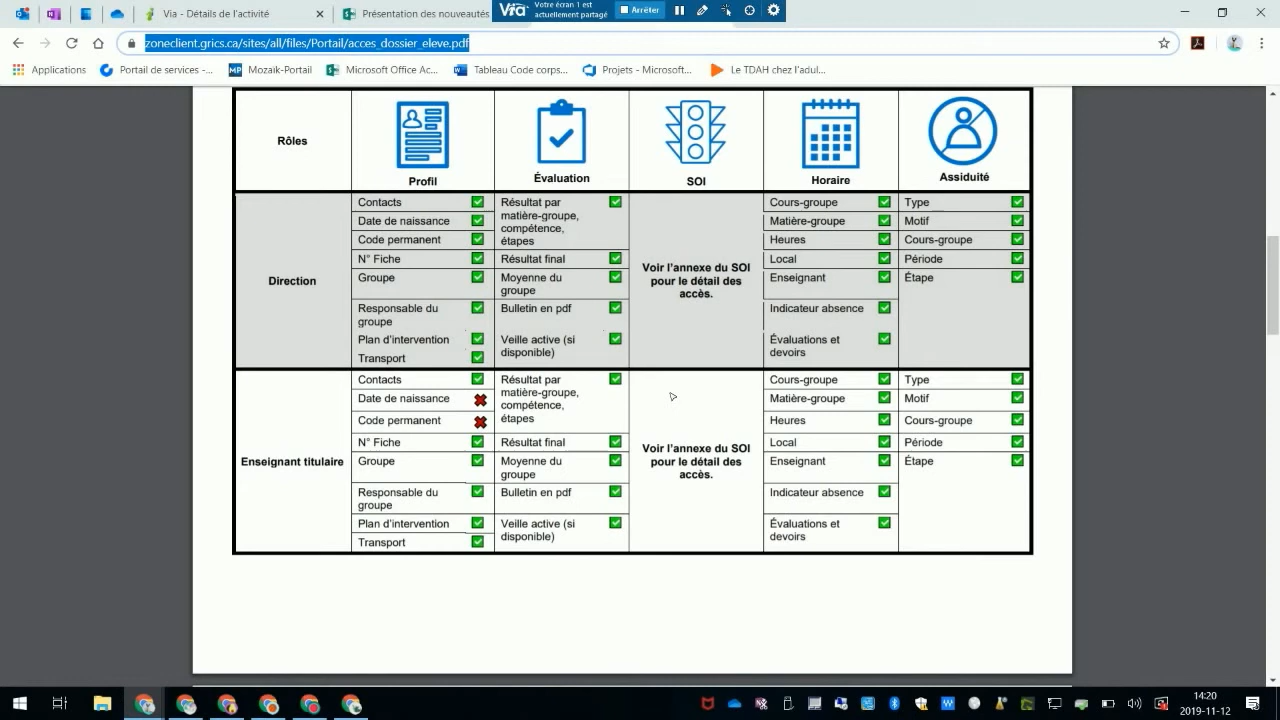 Via - Détails de l'activité
Présentation des nouveautés
Via
Votre écran 1 est
actuellement partagé
Arrêter
zoneclient.grics.ca/sites/all/files/Portail/acces_dossier_eleve.pdf
Applications
Portail de services -...
Mozaik-Portail
Microsoft Office Ac...
Tableau Code corps...
Projets - Microsoft...
Le TDAH chez l'adul...
Rôles
Profil
Évaluation
SOI
Horaire
Assiduité
Direction
Contacts
Date de naissance
Code permanent
N° Fiche
Groupe
Responsable du
groupe
Plan d'intervention
Transport
Résultat par
matière-groupe,
compétence,
étapes
Résultat final
Moyenne du
groupe
Bulletin en pdf
Veille active (si
disponible)
Voir l'annexe du SOI
pour le détail des
accès.
Cours-groupe
Matière-groupe
Heures
Local
Enseignant
Indicateur absence
Évaluations et
devoirs
Type
Motif
Cours-groupe
Période
Étape
Enseignant titulaire
Contacts
Date de naissance
Code permanent
N° Fiche
Groupe
Responsable du
groupe
Plan d'intervention
Transport
Résultat par
matière-groupe,
compétence,
étapes
Résultat final
Moyenne du
groupe
Bulletin en pdf
Veille active (si
disponible)
Voir l'annexe du SOI
pour le détail des
accès.
Cours-groupe
Matière-groupe
Heures
Local
Enseignant
Indicateur absence
Évaluations et
devoirs
Type
Motif
Cours-groupe
Période
Étape
14:20
2019-11-12